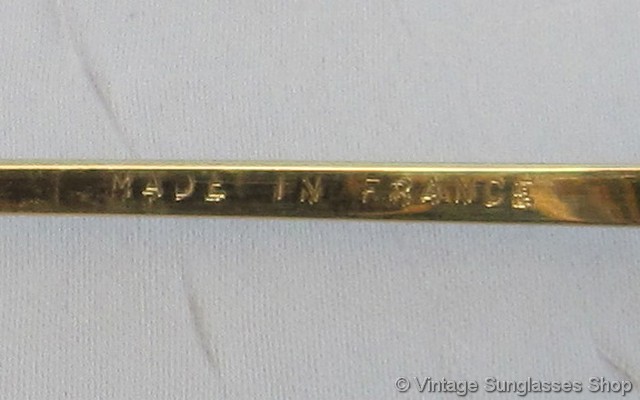 MADE IN FRANCE
© Vintage Sunglasses Shop